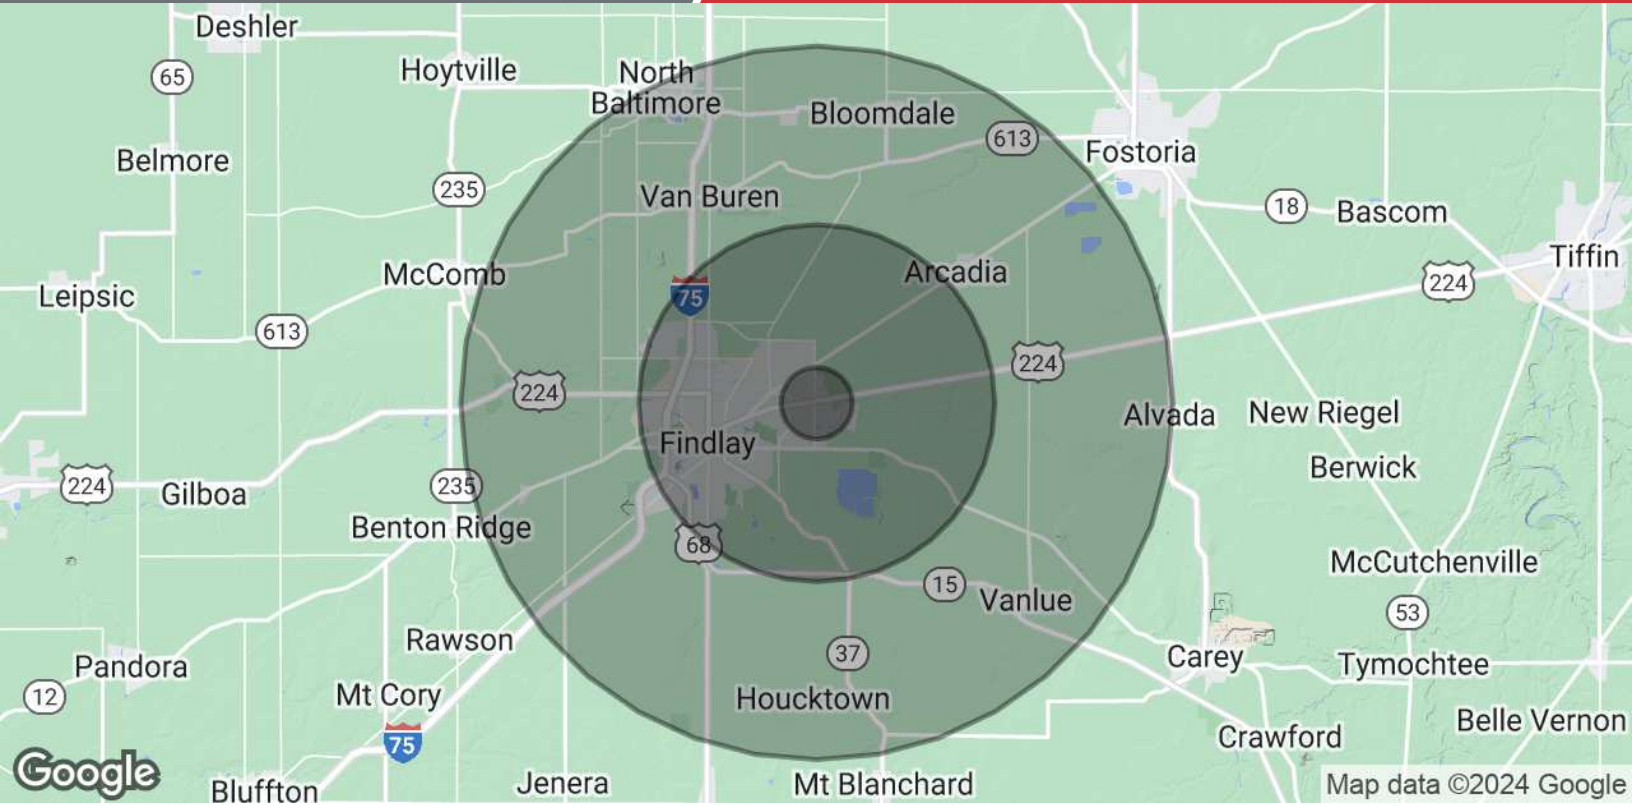 Deshler
65
Hoytville
North
Baltimore
Bloomdale
613
Fostoria
Belmore
235
Van Buren
18
Bascom
Tiffin
McComb
Arcadia
224
Leipsic
75
613
224
224
Alvada
New Riegel
Findlay
Berwick
224
Gilboa
235
Benton Ridge
68
McCutchenville
15
Vanlue
53
Rawson
37
Carey
Tymochtee
Pandora
12
Mt Cory
Houcktown
Belle Vernon
75
Crawford
Google
Bluffton
Jenera
Mt Blanchard
Map data ©2024 Google